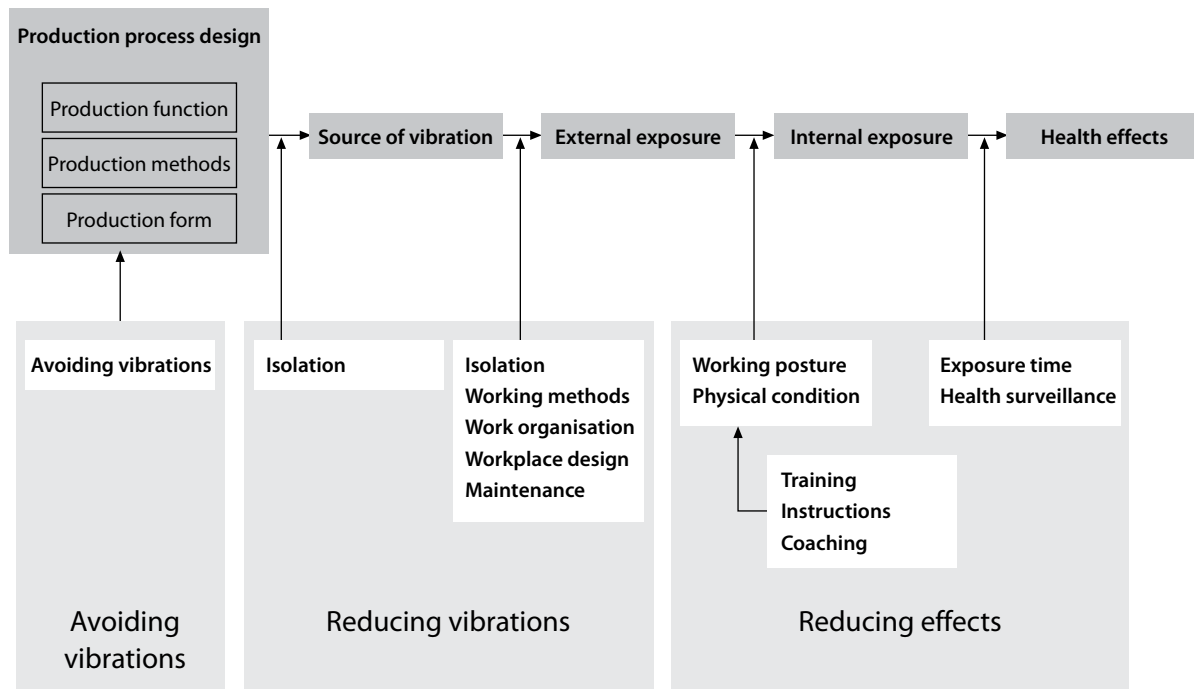 Production process design
Production function
Production methods
Production form
Source of vibration
External exposure
Internal exposure
Health effects
Avoiding vibrations
Isolation
Isolation
Working methods
Work organisation
Workplace design
Maintenance
Working posture
Physical condition
Training
Instructions
Coaching
Exposure time
Health surveillance
Avoiding
vibrations
Reducing vibrations
Reducing effects